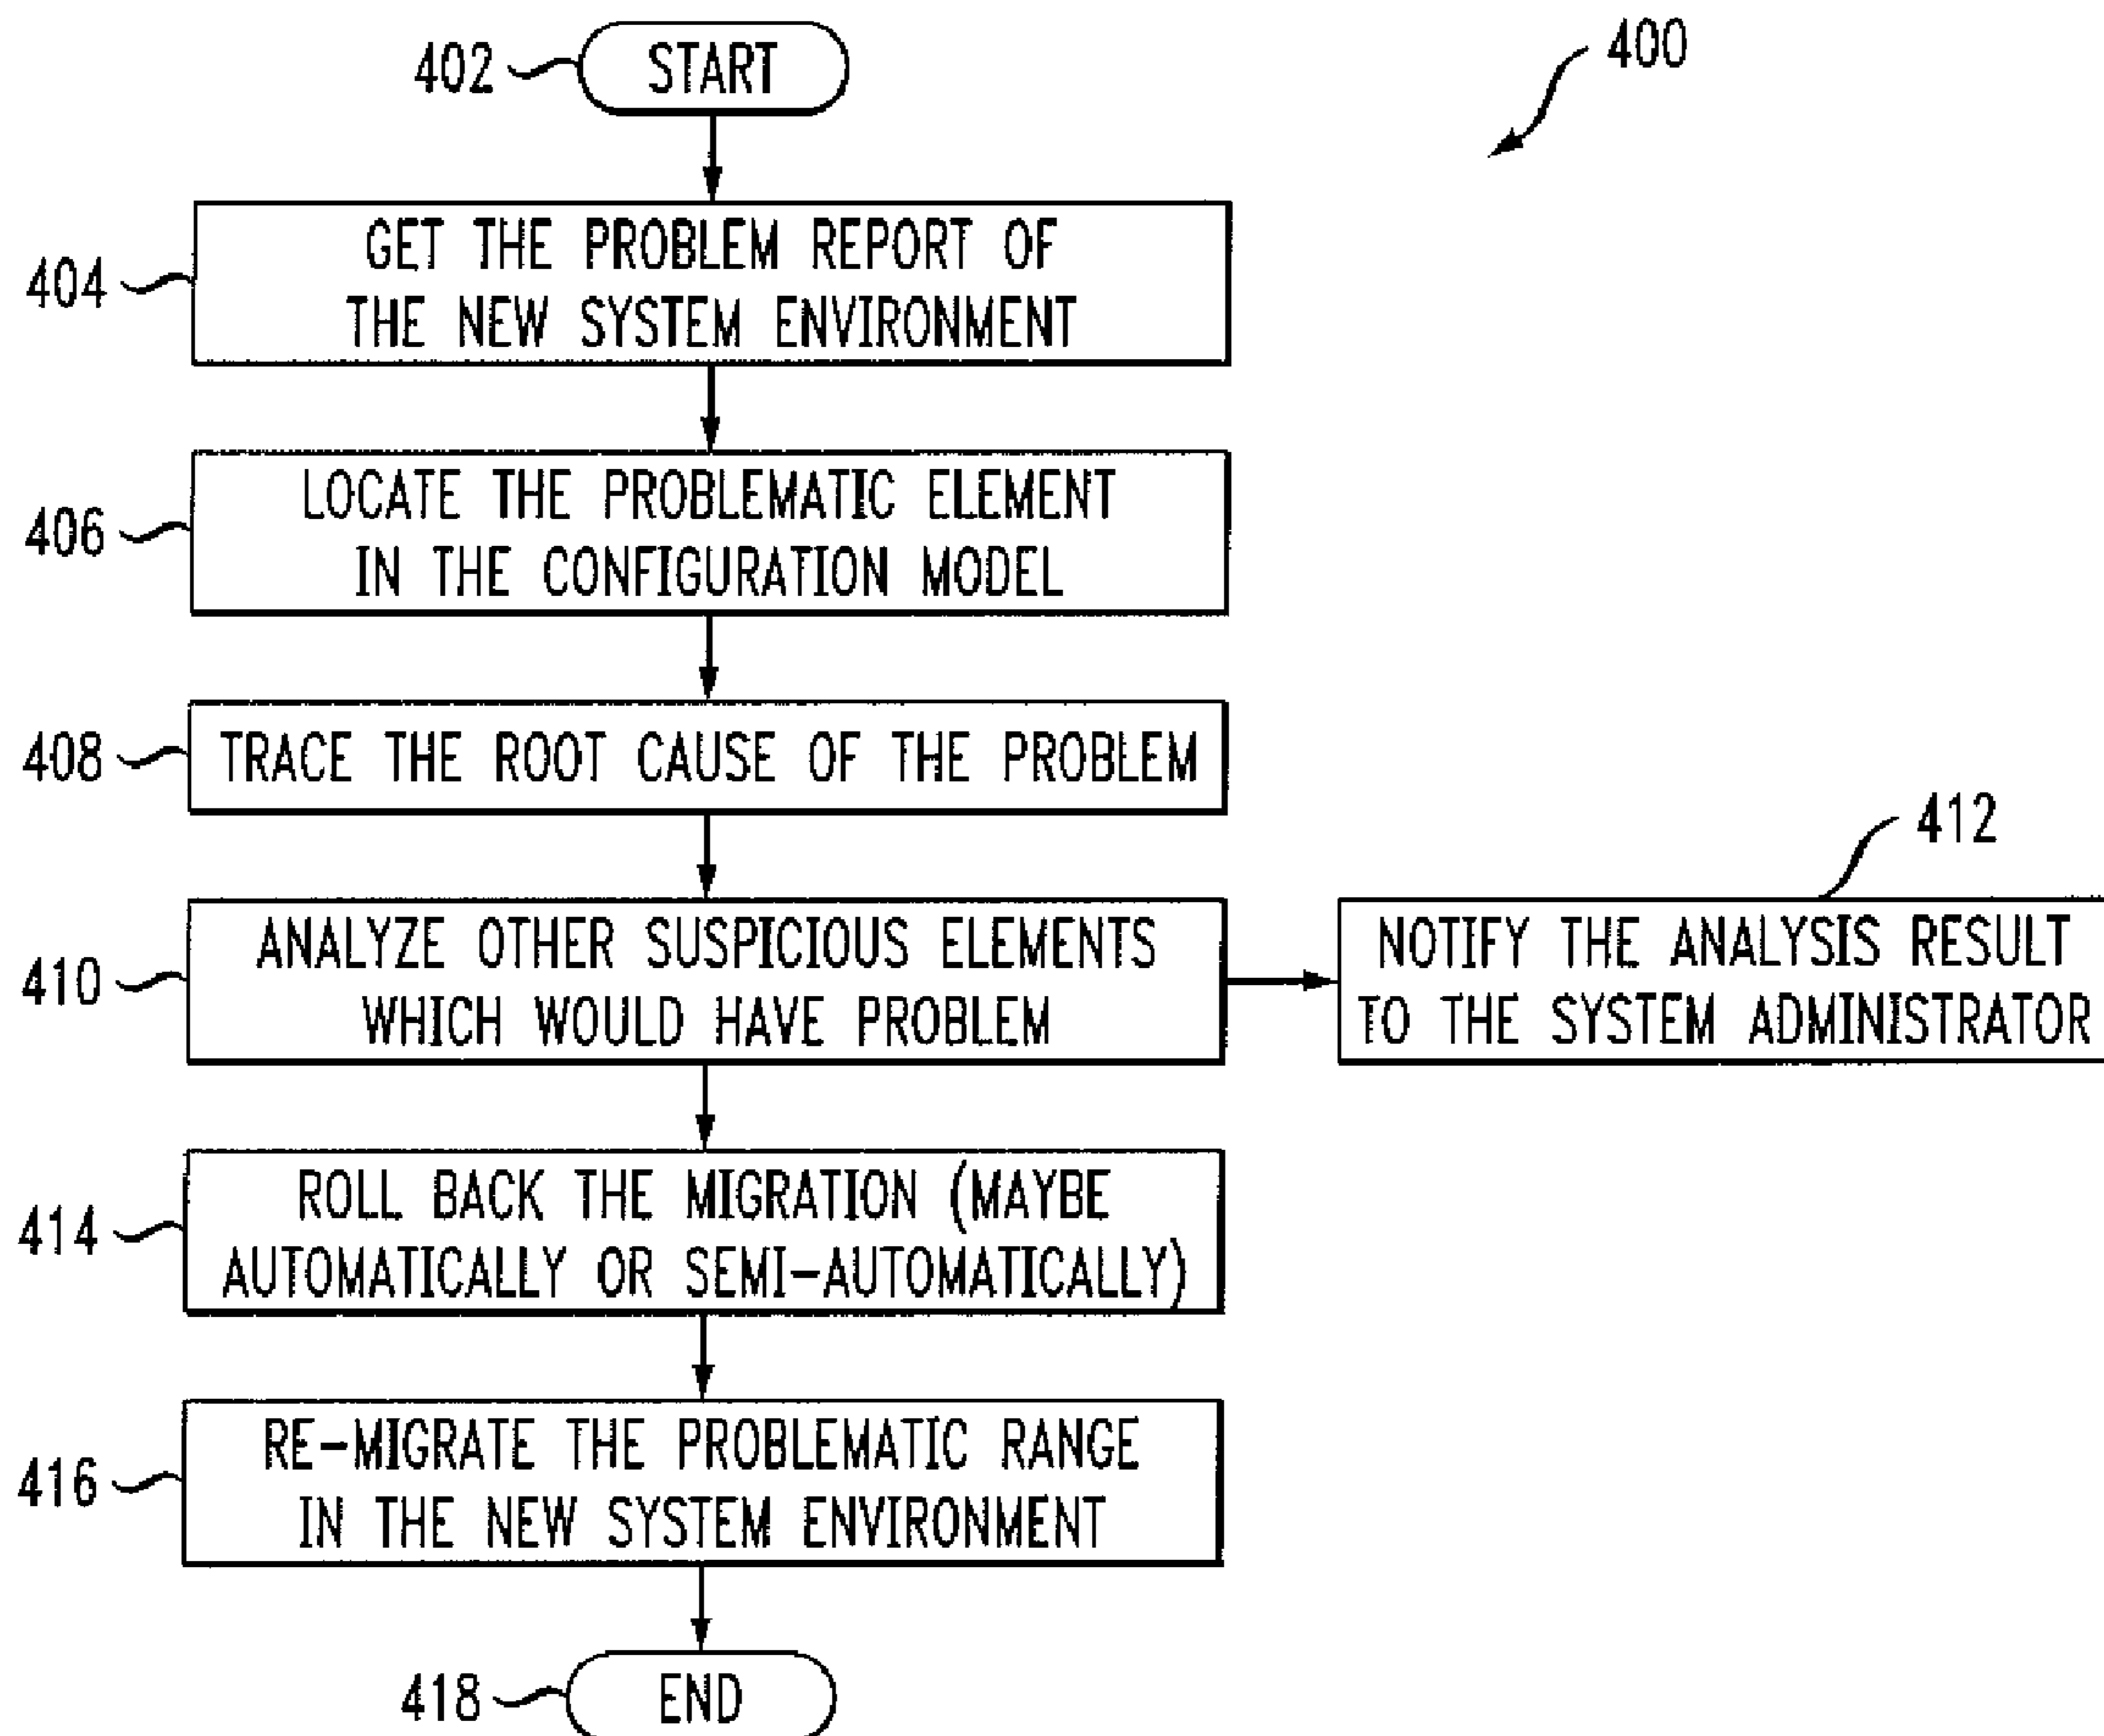 400
402
START
404
GET THE PROBLEM REPORT OF
THE NEW SYSTEM ENVIRONMENT
406
LOCATE THE PROBLEMATIC ELEMENT
IN THE CONFIGURATION MODEL
408
TRACE THE ROOT CAUSE OF THE PROBLEM
410
ANALYZE OTHER SUSPICIOUS ELEMENTS
WHICH WOULD HAVE PROBLEM
412
NOTIFY THE ANALYSIS RESULT
TO THE SYSTEM ADMINISTRATOR
414
ROLL BACK THE MIGRATION (MAYBE
AUTOMATICALLY OR SEMI-AUTOMATICALLY)
416
RE-MIGRATE THE PROBLEMATIC RANGE
IN THE NEW SYSTEM ENVIRONMENT
418
END